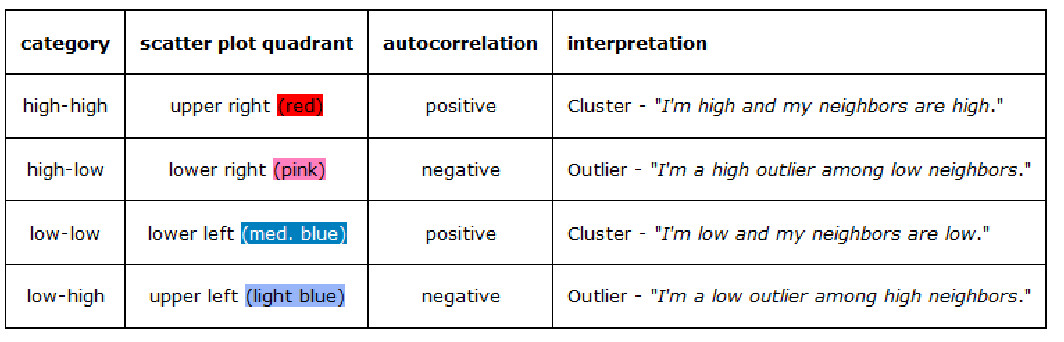 category scatter plot quadrant autocorrelation interpretation
high-high upper right (red) positive Cluster - "I'm high and my neighbors are high."
high-low lower right (pink) negative Outlier - "I'm a high outlier among low neighbors."
low-low lower left (med. blue) positive Cluster - "I'm low and my neighbors are low."
low-high upper left (light blue) negative Outlier - "I'm a low outlier among high neighbors."